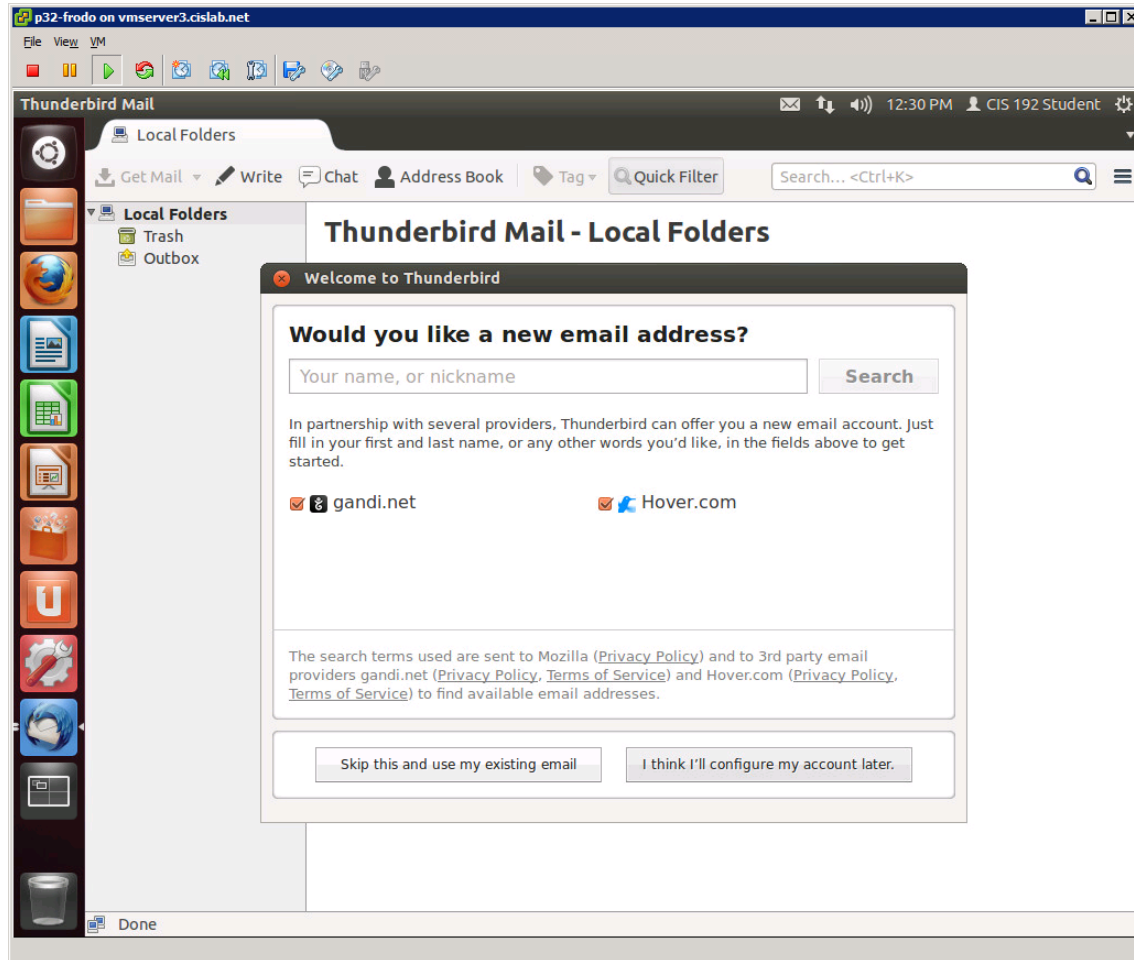 p32-frodo on vmserver3.cislab.net
File View VM
Thunderbird Mail
12:30 PM CIS 192 Student
Local Folders
Get Mail Write Chat Address Book Tag Quick Filter Search... <Ctrl+K>
Local Folders
Trash
Outbox
Thunderbird Mail - Local Folders
Welcome to Thunderbird
Would you like a new email address?
Your name, or nickname Search
In partnership with several providers, Thunderbird can offer you a new email account. Just
fill in your first and last name, or any other words you'd like, in the fields above to get
started.
gandi.net Hover.com
The search terms used are sent to Mozilla (Privacy Policy) and to 3rd party email
providers gandi.net (Privacy Policy, Terms of Service) and Hover.com (Privacy Policy,
Terms of Service) to find available email addresses.
Skip this and use my existing email I think I'll configure my account later.
Done